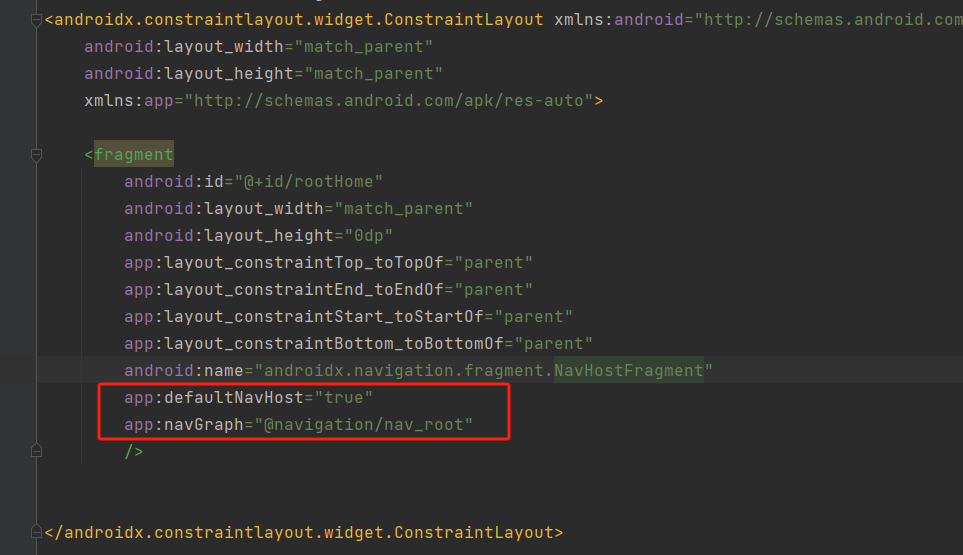 <androidx.constraintlayout.widget.ConstraintLayout xmlns:android="http://schemas.android.com
android:layout_width="match_parent"
android:layout_height="match_parent"
xmlns:app="http://schemas.android.com/apk/res-auto">
<fragment
android:id="@+id/rootHome"
android:layout_width="match_parent"
android:layout_height="0dp"
app:layout_constraintTop_toTopOf="parent"
app:layout_constraintEnd_toEndOf="parent"
app:layout_constraintStart_toStartOf="parent"
app:layout_constraintBottom_toBottomOf="parent"
android:name="androidx.navigation.fragment.NavHostFragment"
app:defaultNavHost="true"
app:navGraph="@navigation/nav_root"
/>
</androidx.constraintlayout.widget.ConstraintLayout>